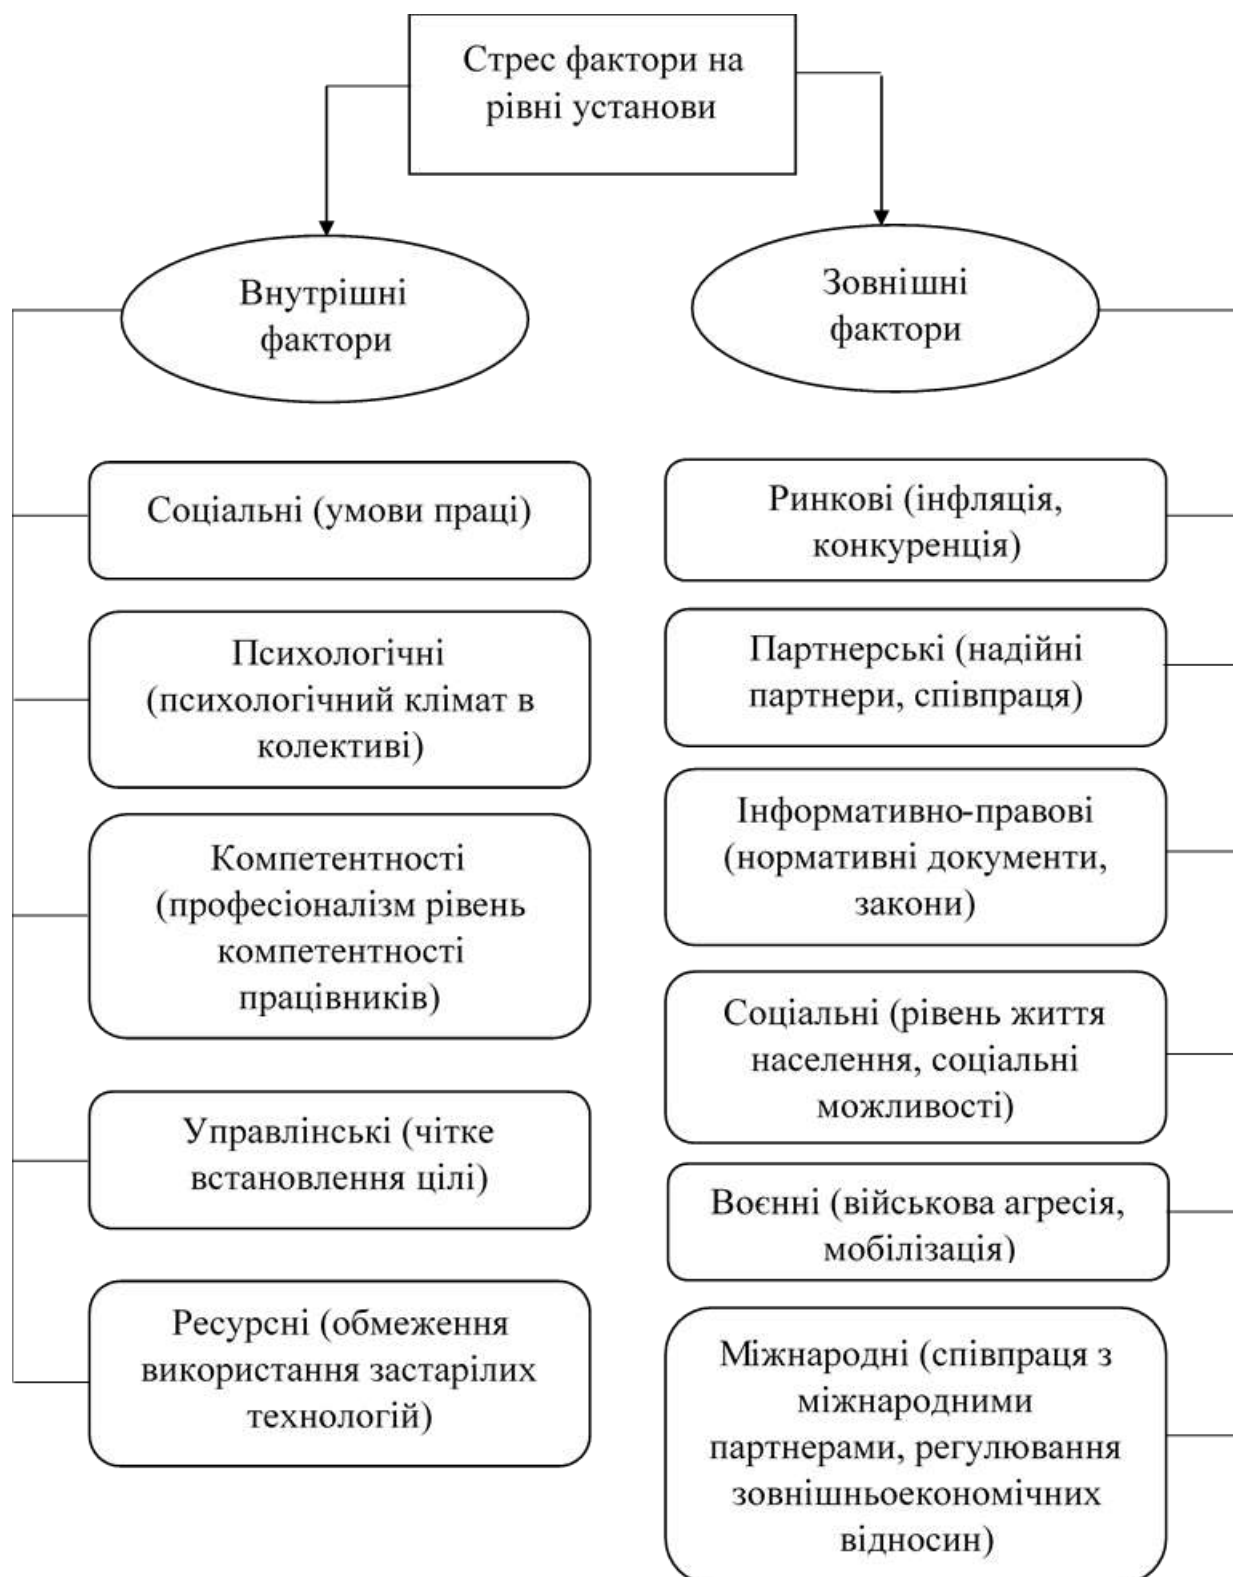 Стрес фактори на
рівні установи
Внутрішні
фактори
Зовнішні
фактори
Соціальні (умови праці)
Психологічні
(психологічний клімат в
колективі)
Компетентності
(професіоналізм рівень
компетентності
працівників)
Управлінські (чітке
встановлення цілі)
Ресурсні (обмеження
використання застарілих
технологій)
Ринкові (інфляція,
конкуренція)
Партнерські (надійні
партнери, співпраця)
Інформативно-правові
(нормативні документи,
закони)
Соціальні (рівень життя
населення, соціальні
можливості)
Воєнні (військова агресія,
мобілізація)
Міжнародні (співпраця з
міжнародними
партнерами, регулювання
зовнішньоекономічних
відносин)